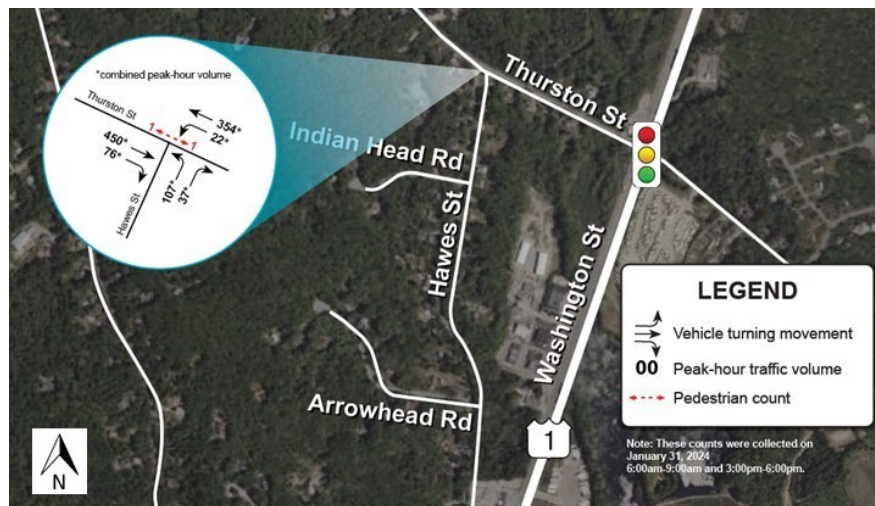 *combined peak-hour volume
Thurston St
1
1
354*
22*
450*
76*
107*
37*
Hawes St
Indian Head Rd
Thurston St
Hawes St
Washington St
Arrowhead Rd
1
N
LEGEND
Vehicle turning movement
00 Peak-hour traffic volume
Pedestrian count
Note: These counts were collected on
January 31, 2024
6:00am-9:00am and 3:00pm-6:00pm.